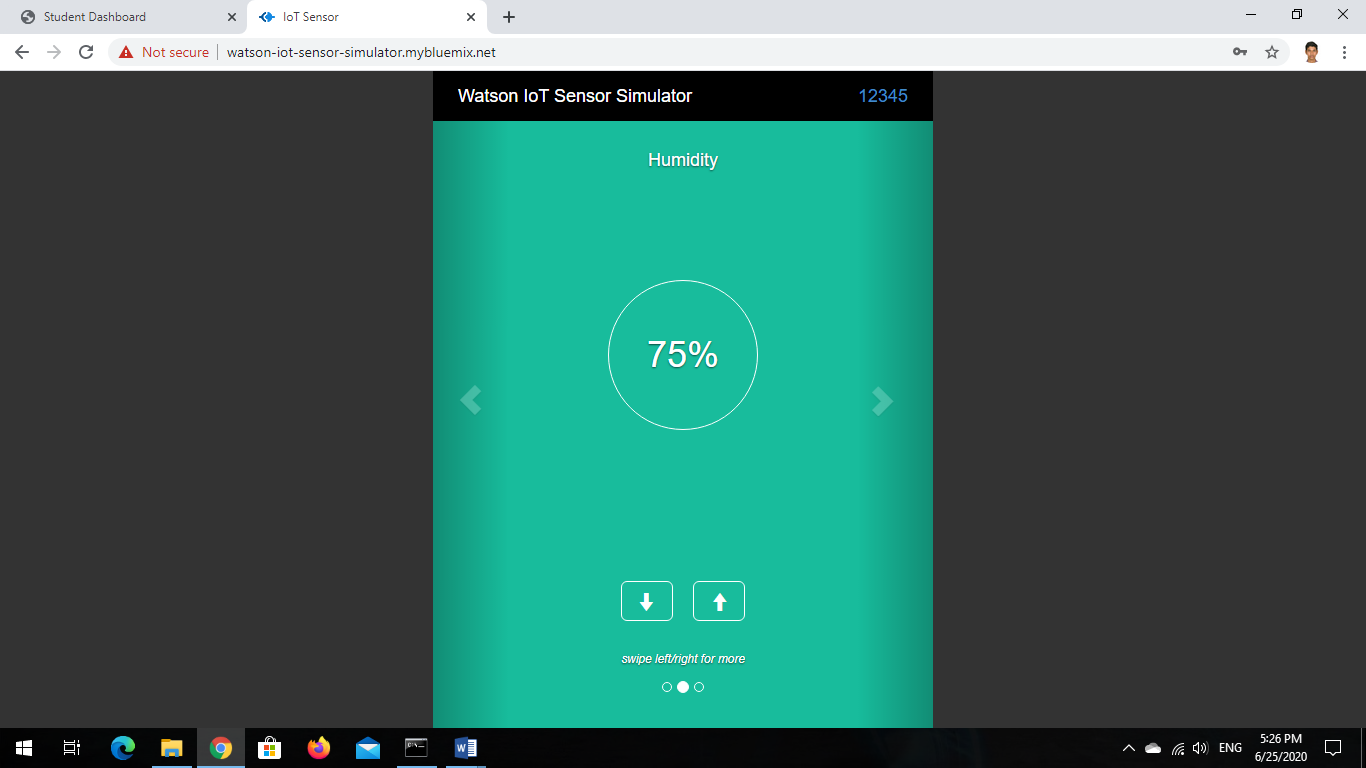 Student Dashboard
IoT Sensor
Not secure
watson-iot-sensor-simulator.mybluemix.net
Watson IoT Sensor Simulator
12345
Humidity
75%
swipe left/right for more
ENG
5:26 PM
6/25/2020